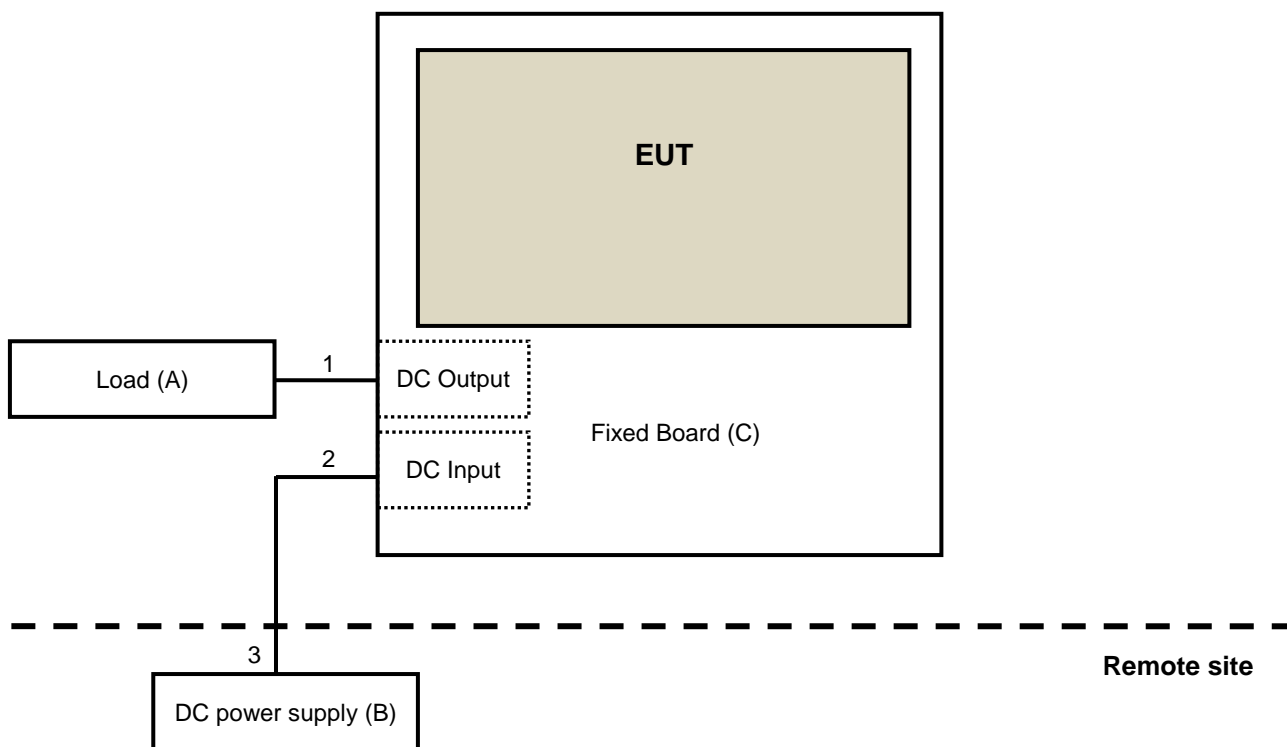 EUT
1
Load (A)
DC Output
Fixed Board (C)
2
DC Input
3
Remote site
DC power supply (B)